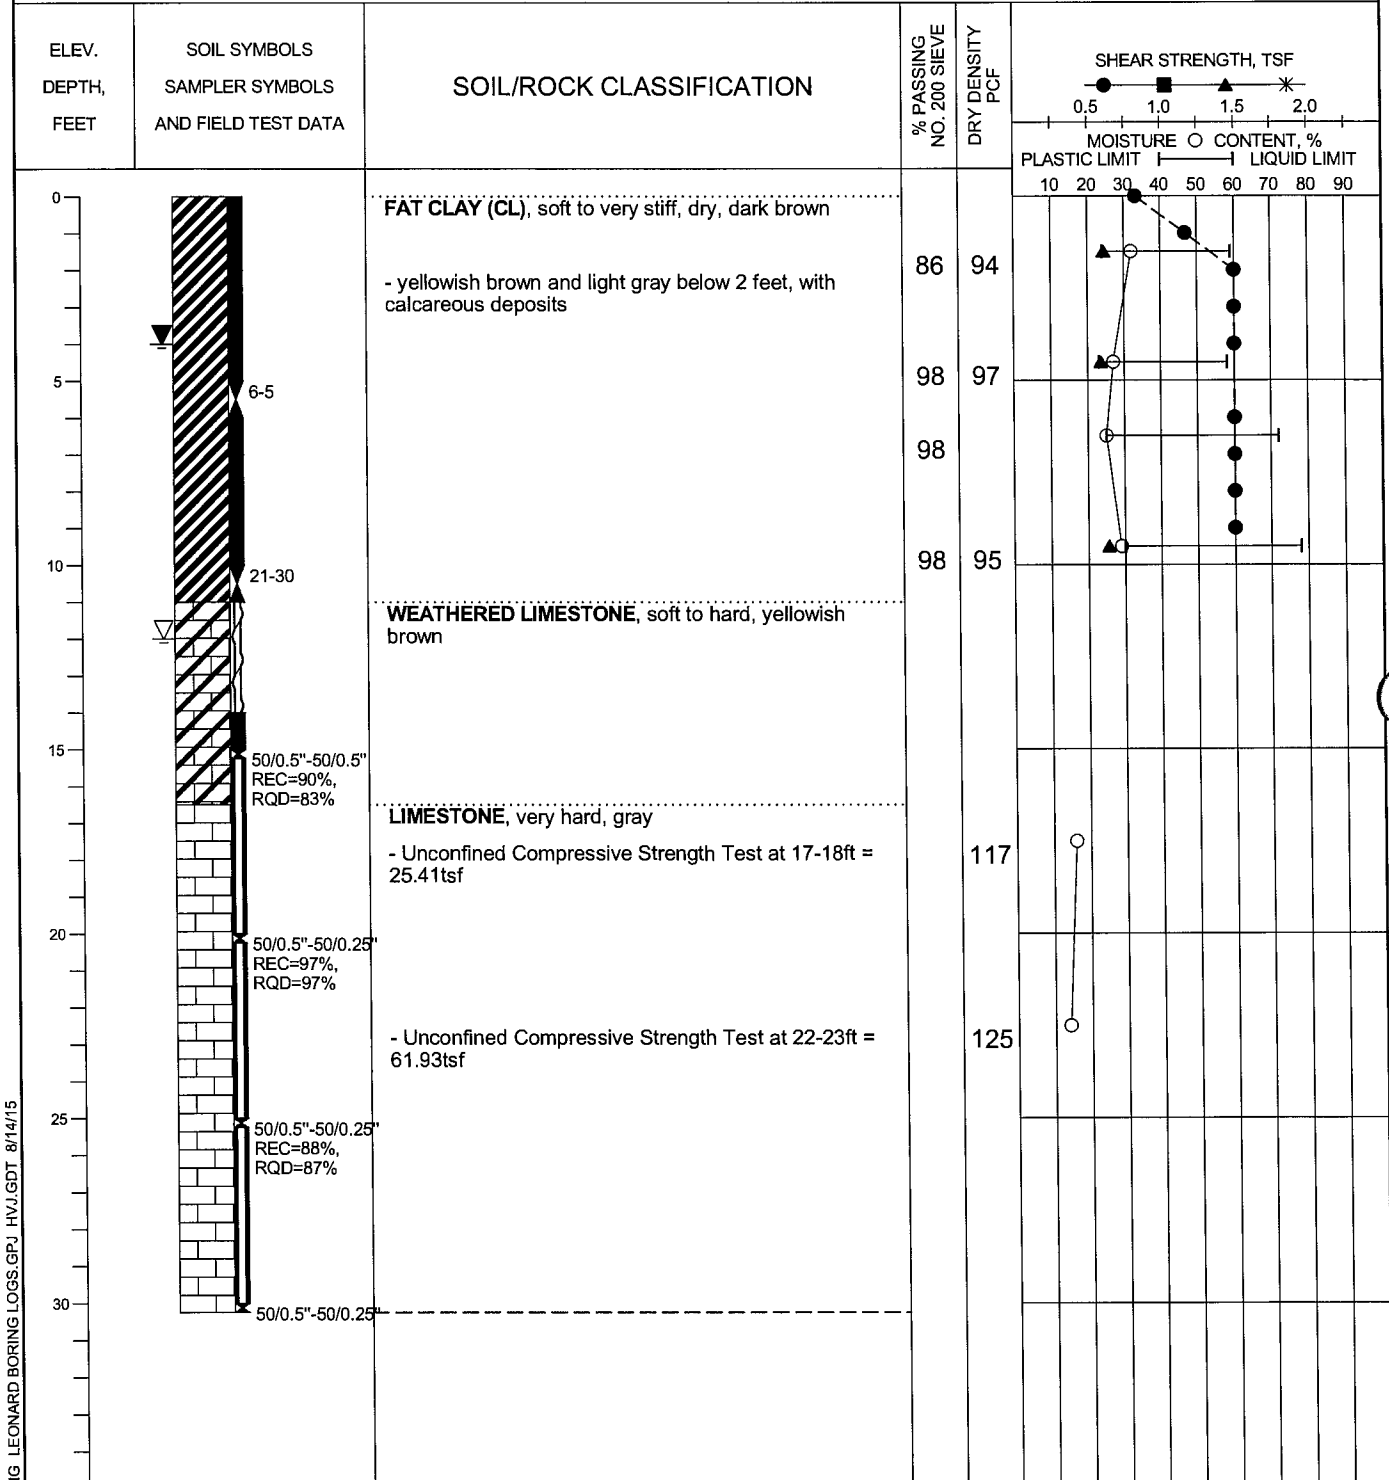 ELEV.
DEPTH,
FEET
SOIL SYMBOLS
SAMPLER SYMBOLS
AND FIELD TEST DATA
SOIL/ROCK CLASSIFICATION
% PASSING
NO. 200 SIEVE
DRY DENSITY
PCF
SHEAR STRENGTH, TSF
0.5 1.0 1.5 2.0
MOISTURE CONTENT, %
PLASTIC LIMIT LIQUID LIMIT
10 20 30 40 50 60 70 80 90
0
FAT CLAY (CL), soft to very stiff, dry, dark brown
86 94
- yellowish brown and light gray below 2 feet, with
calcareous deposits
98 97
5
6-5
98
98 95
10
21-30
WEATHERED LIMESTONE, soft to hard, yellowish
brown
15
50/0.5"-50/0.5"
REC=90%,
RQD=83%
LIMESTONE, very hard, gray
- Unconfined Compressive Strength Test at 17-18ft =
25.41tsf
117
20
50/0.5"-50/0.25"
REC=97%,
RQD=97%
- Unconfined Compressive Strength Test at 22-23ft =
61.93tsf
125
25
50/0.5"-50/0.25"
REC=88%,
RQD=87%
30
50/0.5"-50/0.25"
LEONARD BORING LOGS.GPJ HVJ.GDT 8/14/15